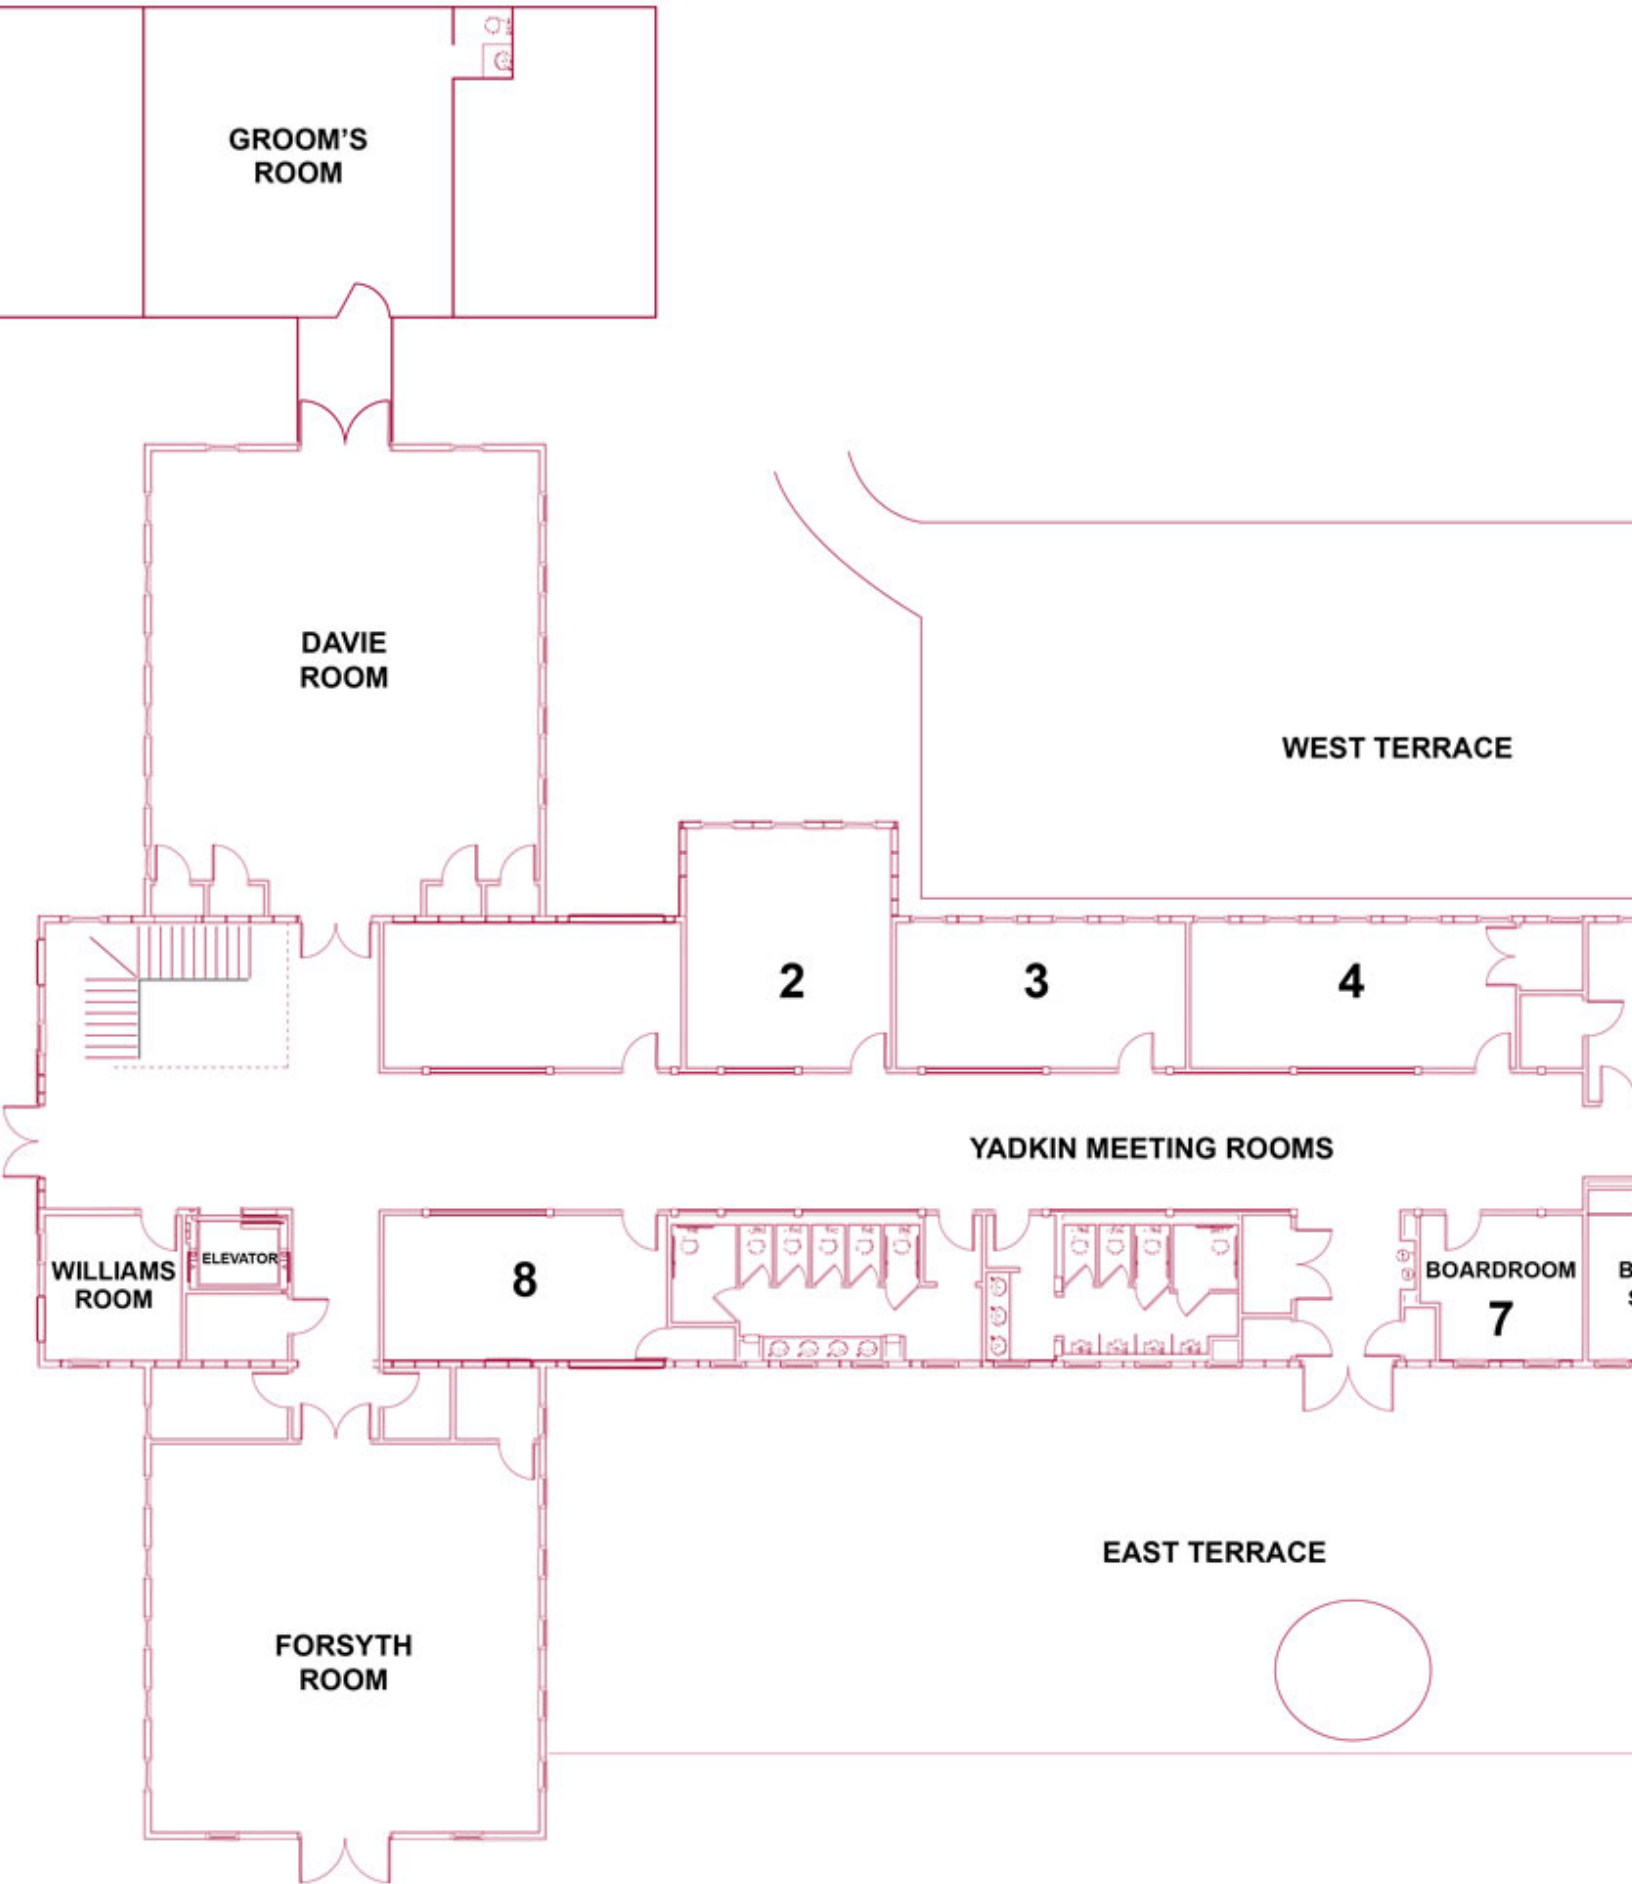 GROOM'S
ROOM
DAVIE
ROOM
WEST TERRACE
2
3
4
YADKIN MEETING ROOMS
WILLIAMS
ROOM
ELEVATOR
8
BOARDROOM
7
B
S
EAST TERRACE
FORSYTH
ROOM